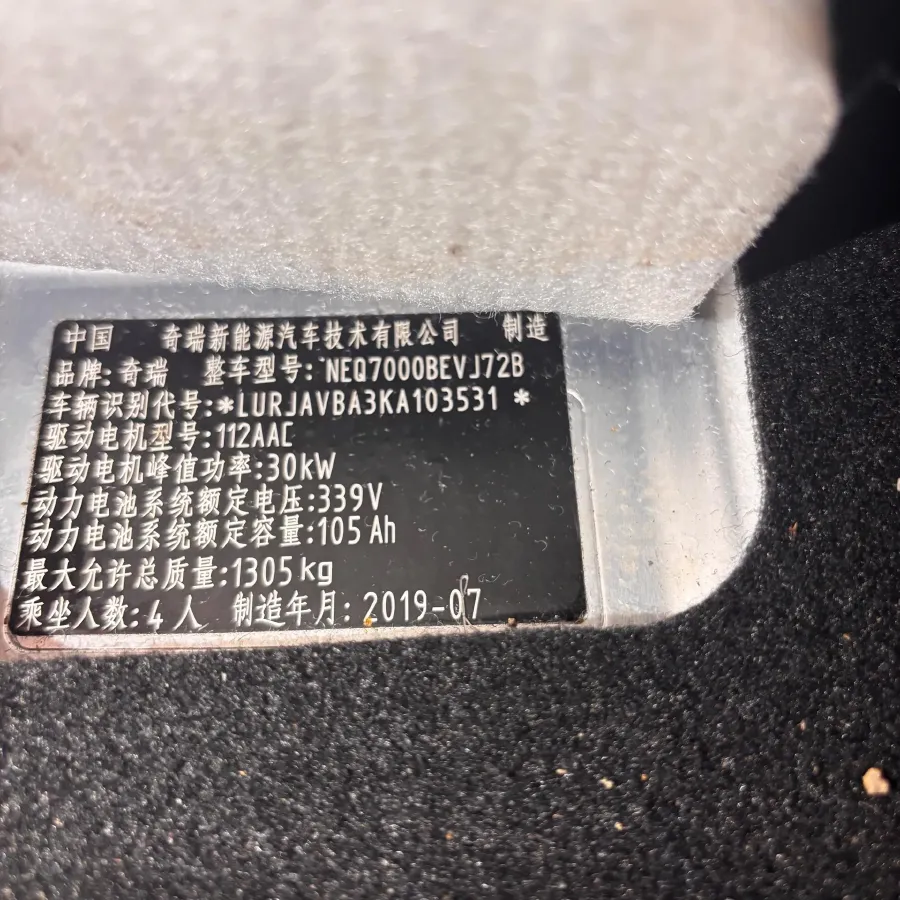 中国 奇瑞新能源汽车技术有限公司 制造
品牌:奇瑞 整车型号:NEQ7000BEVJ72B
车辆识别代号:*LURJAVBA3KA103531*
驱动电机型号:112AAC
驱动电机峰值功率:30kW
动力电池系统额定电压:339V
动力电池系统额定容量:105Ah
最大允许总质量:1305kg
乘坐人数:4人 制造年月:2019-07